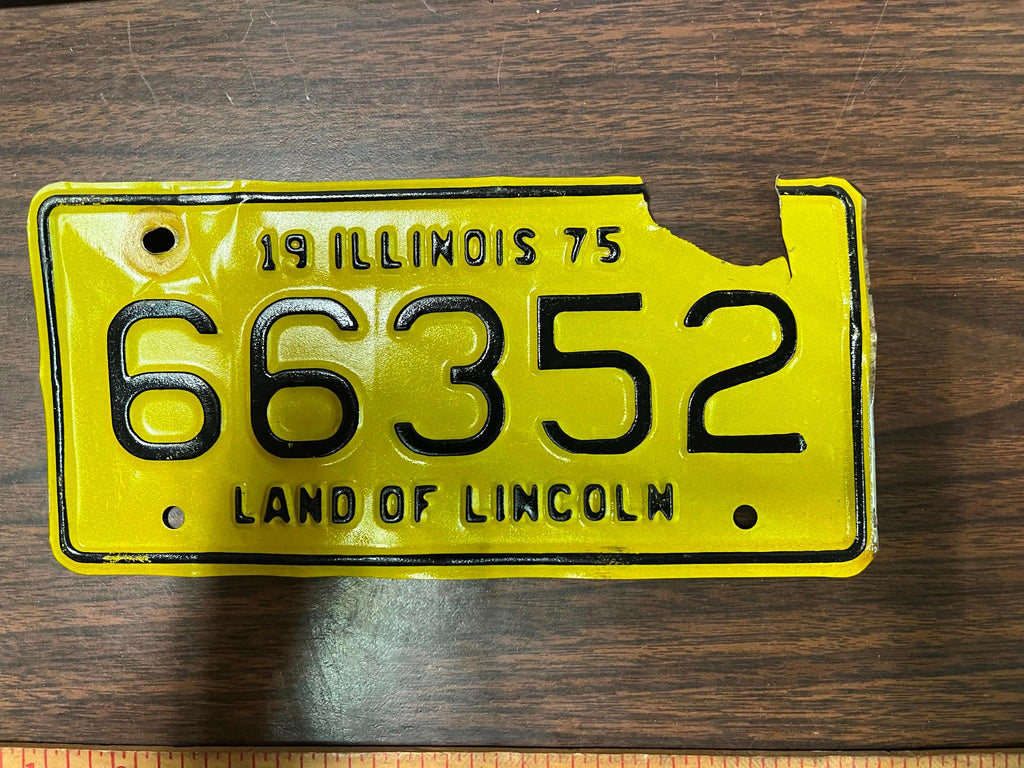 19 ILLINOIS 75
66352
LAND OF LINCOLN